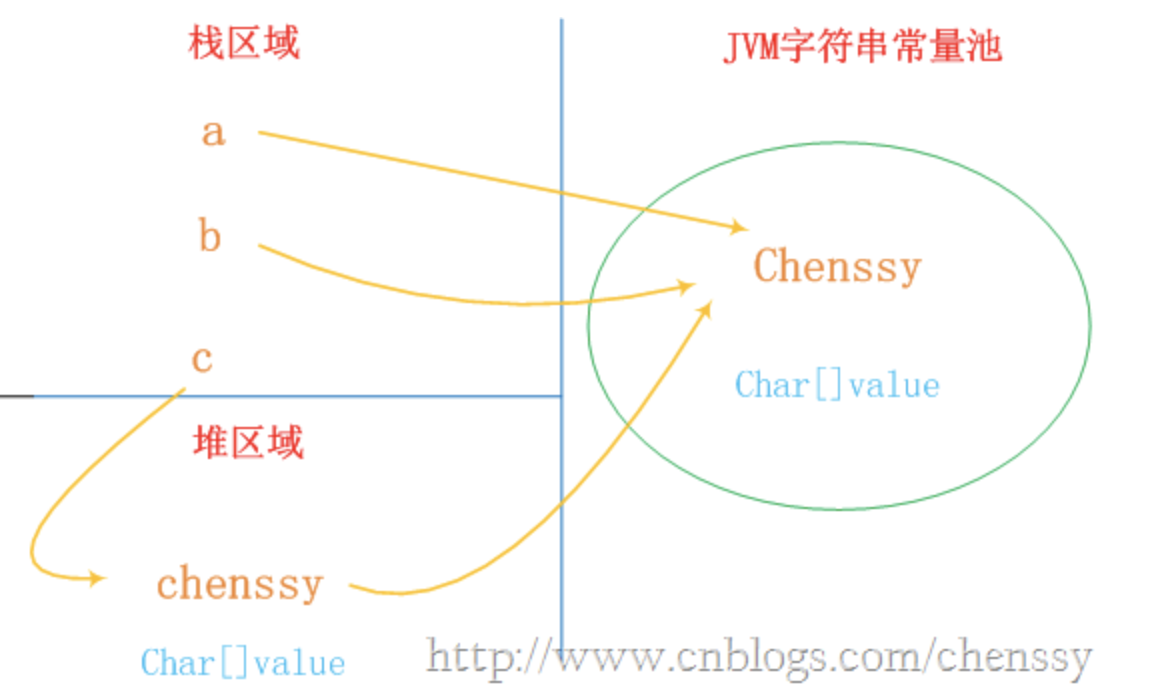 栈区域
JVM字符串常量池
a
b
Chenssy
c
Char[]value
堆区域
chenssy
Char[]value
http://www.cnblogs.com/chenssy